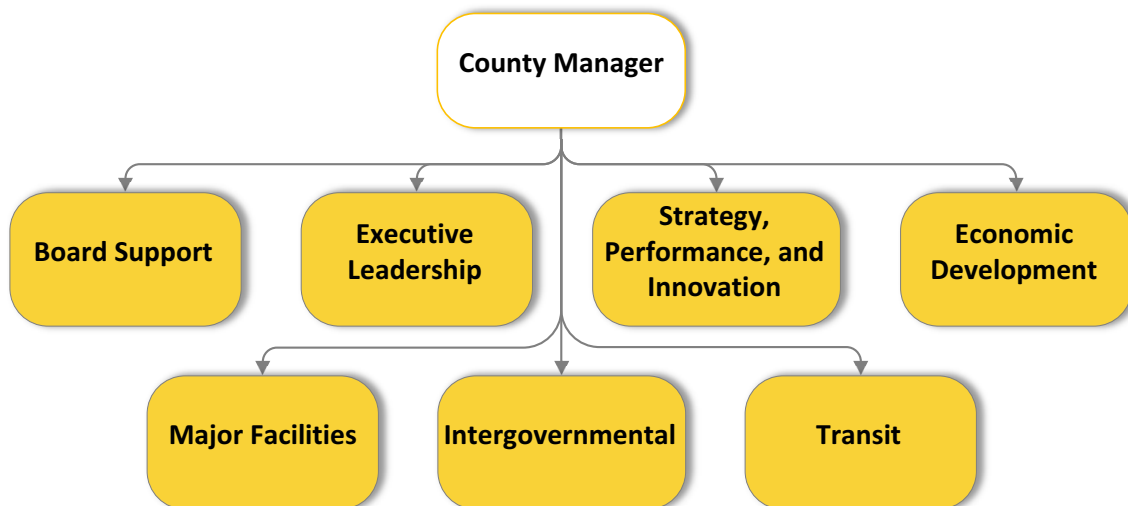 County Manager
Board Support
Executive
Leadership
Strategy,
Performance, and
Innovation
Economic
Development
Major Facilities
Intergovernmental
Transit